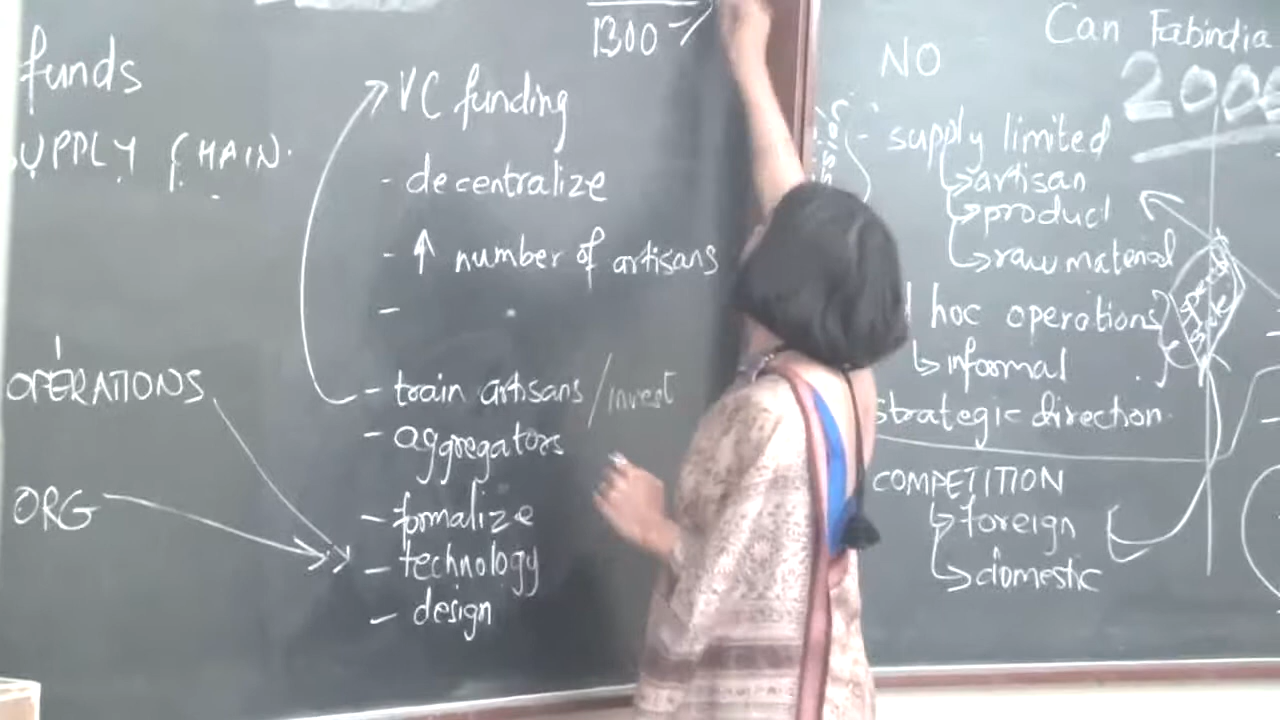 1300
funds
VC funding
SUPPLY CHAIN.
- decentralize
- ↑ number of artisans
-
OPERATIONS
- train artisans / invest
- aggregators
ORG
- formalize
- technology
- design
Can Fabindia
NO
2000
- supply limited
↳ artisan
↳ product
↳ raw material
hoc operations
↳ informal
strategic direction
COMPETITION
↳ foreign
↳ domestic